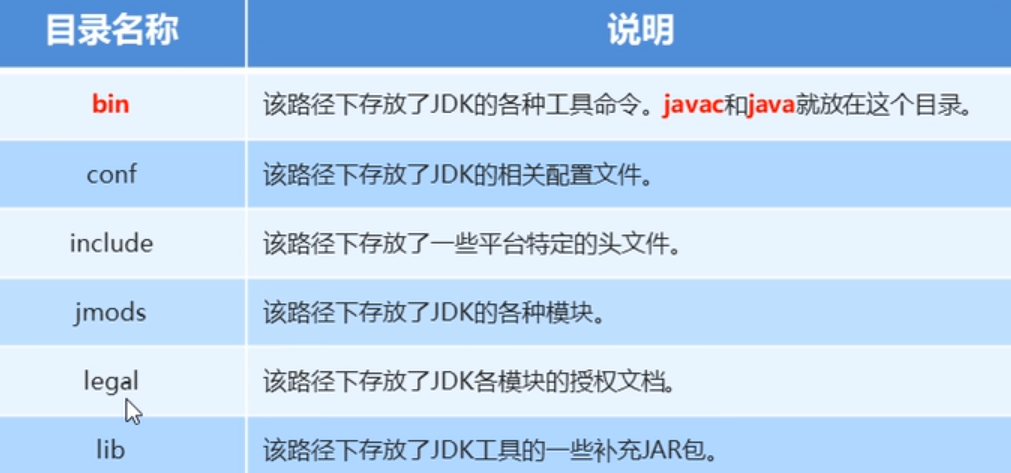 目录名称 说明
bin 该路径下存放了JDK的各种工具命令。javac和java就放在这个目录。
conf 该路径下存放了JDK的相关配置文件。
include 该路径下存放了一些平台特定的头文件。
jmods 该路径下存放了JDK的各种模块。
legal 该路径下存放了JDK各模块的授权文档。
lib 该路径下存放了JDK工具的一些补充JAR包。